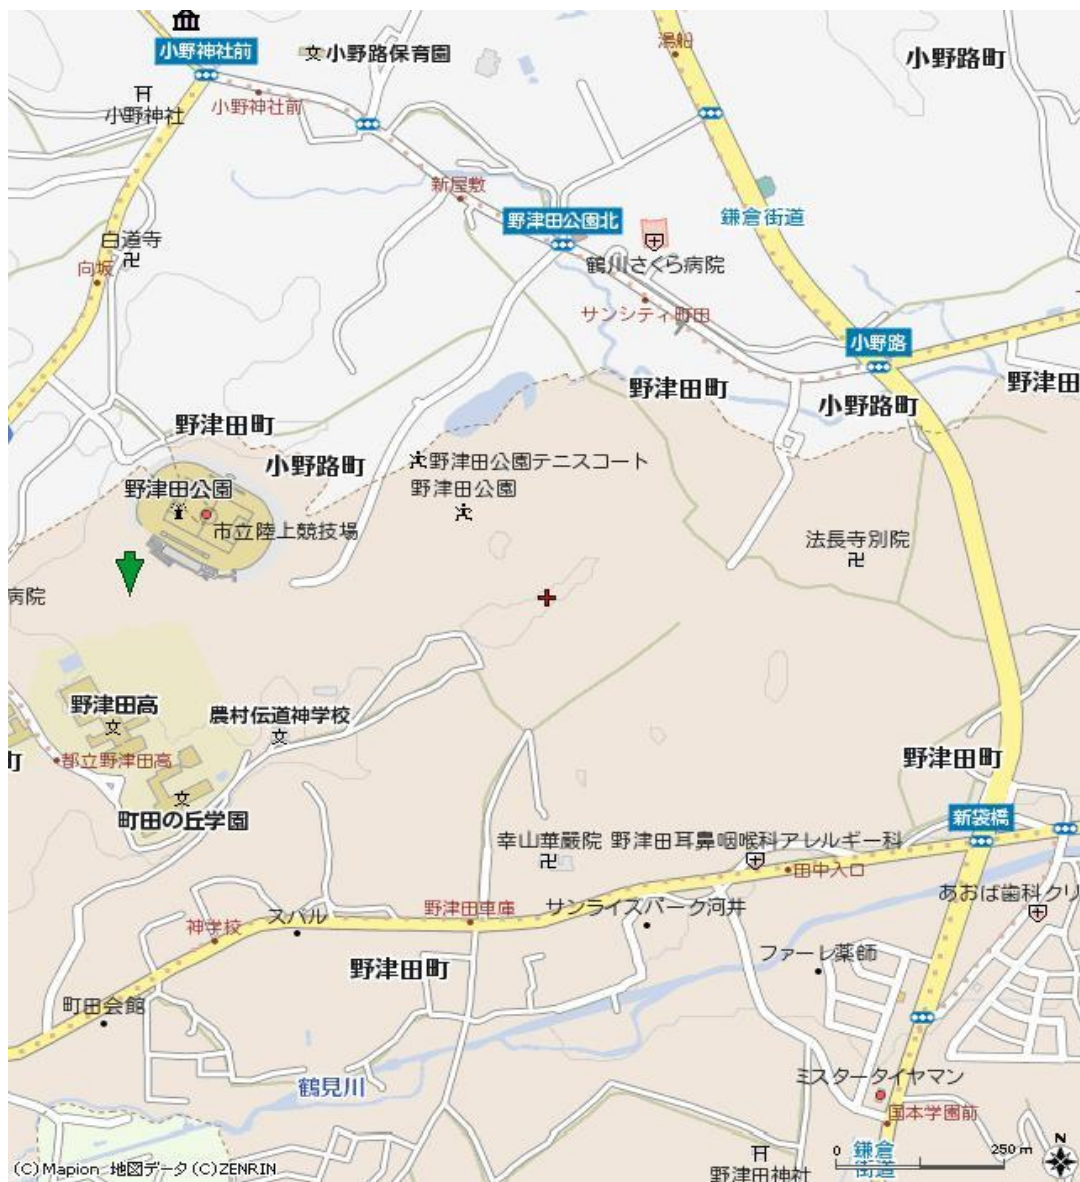 湯船
小野神社前
小野路保育園
小野路町
小野神社前
小野神社
新屋敷
野津田公園北
鎌倉街道
白道寺
鶴川さくら病院
向坂
サンシティ町田
小野路
野津田町
野津田
小野路町
野津田町
小野路町
野津田公園テニスコート
野津田公園
野津田公園
市立陸上競技場
法長寺別院
病院
野津田高
農村伝道神学校
都立野津田高
町
野津田町
町田の丘学園
新袋橋
幸山華嚴院
野津田耳鼻咽喉科アレルギー科
田中入口
あおば歯科クリ
スバル
野津田車庫
サンライズパーク河井
神学校
野津田町
ファーレ薬師
町田会館
鶴見川
ミスタータイヤマン
国本学園前
鎌倉
街道
0
250 m
N
野津田神社
(C)Mapion 地図データ(C)ZENRIN